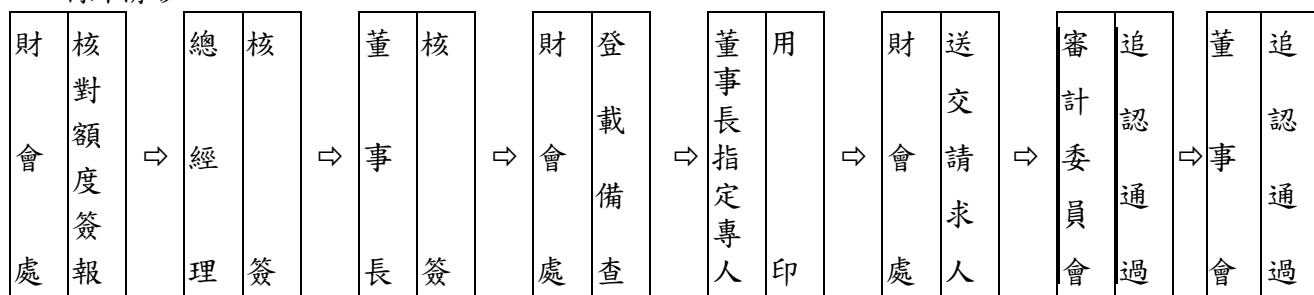 財會處 核對額度簽報
⇨
總經理 核簽
⇨
董事長 核簽
⇨
財會處 登載備查
⇨
董事長指定專人 用印
⇨
財會處 送交請求人
⇨
審計委員會 追認通過
⇨
董事會 追認通過